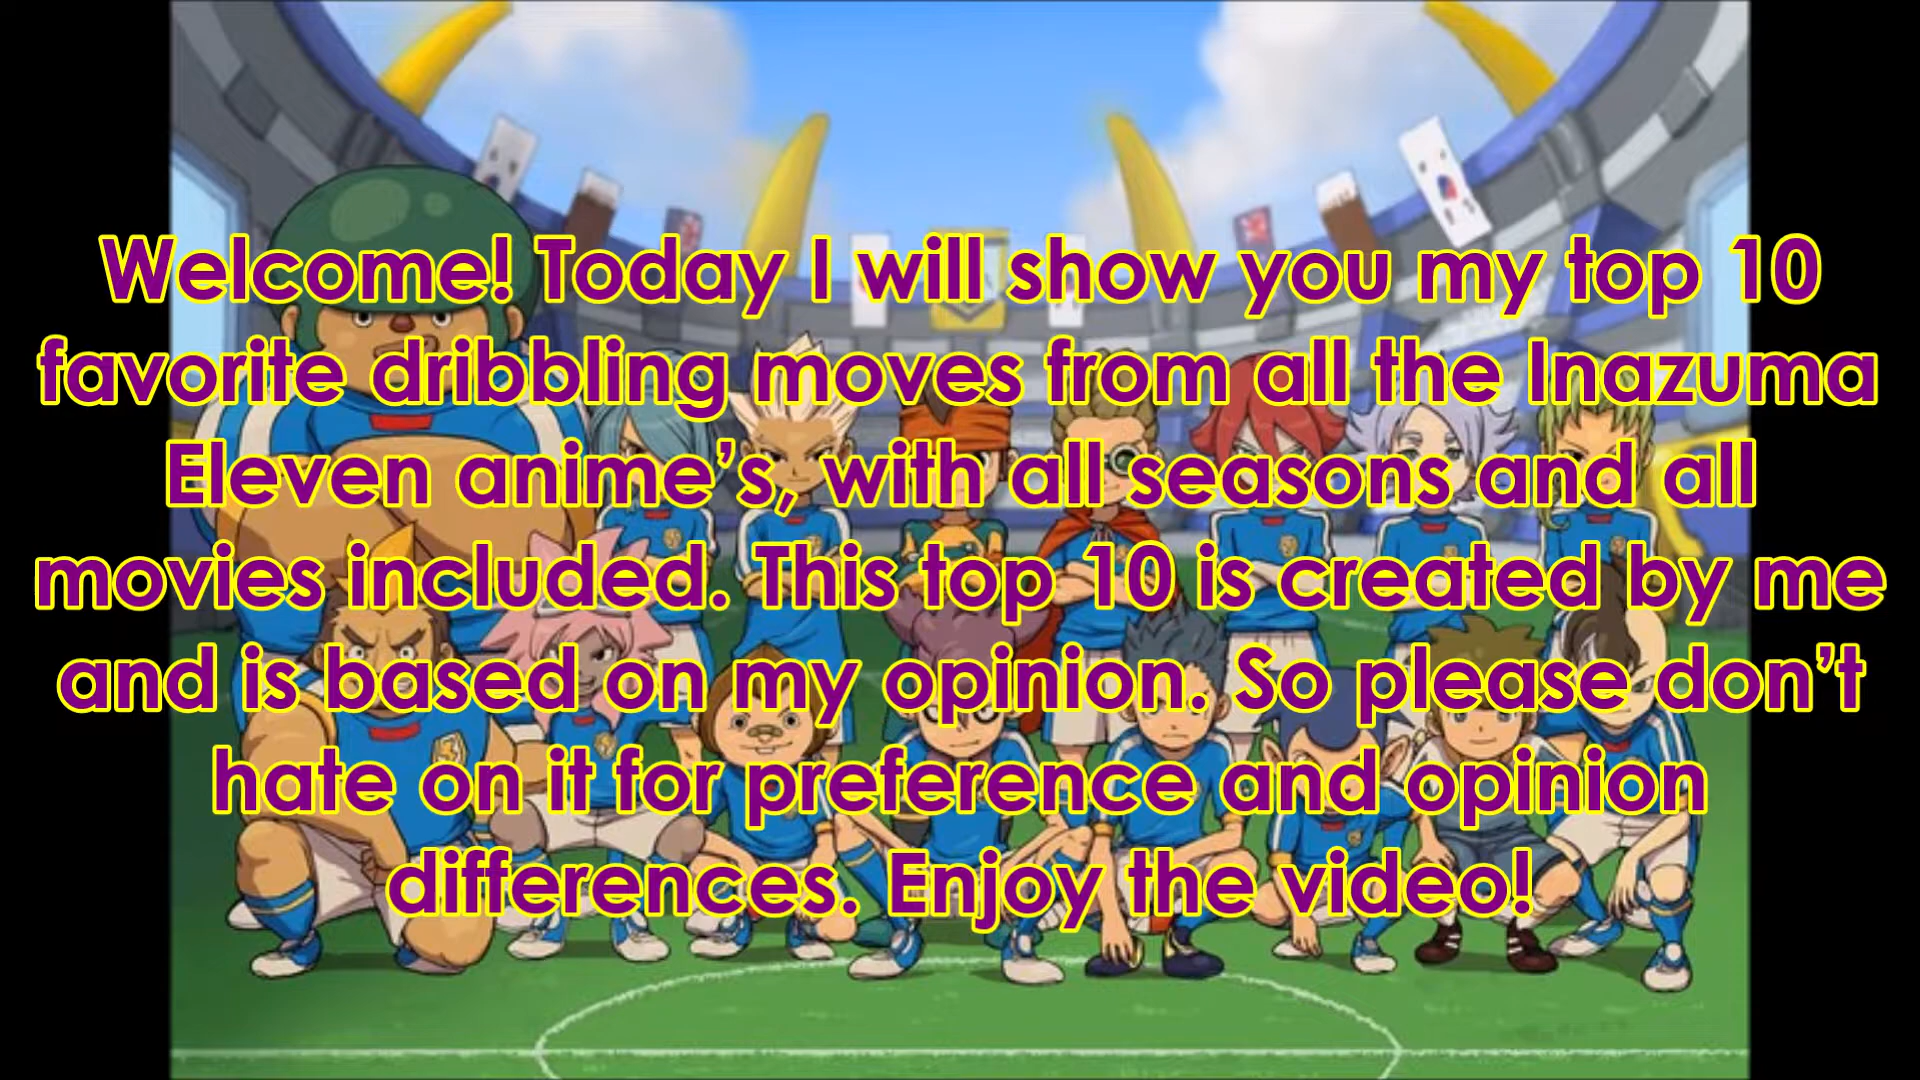 Welcome! Today I will show you my top 10
favorite dribbling moves from all the Inazuma
Eleven anime’s, with all seasons and all
movies included. This top 10 is created by me
and is based on my opinion. So please don’t
hate on it for preference and opinion
differences. Enjoy the video!